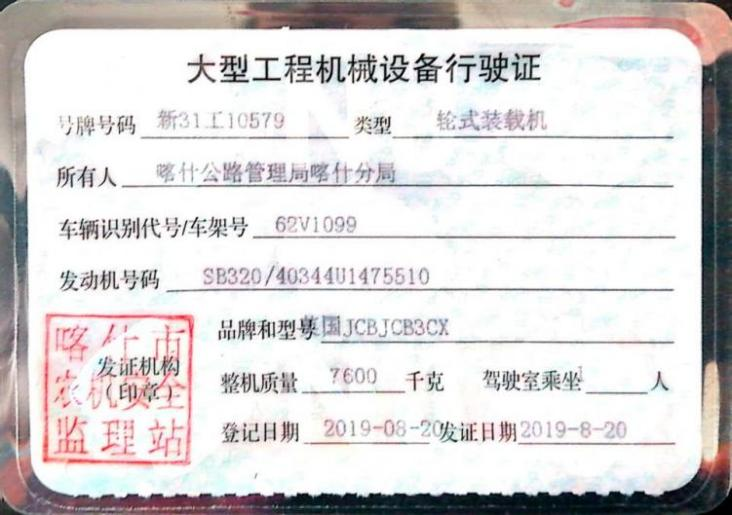 大型工程机械设备行驶证
号牌号码 新31工10579 类型 轮式装载机
所有人 喀什公路管理局喀什分局
车辆识别代号/车架号 62V1099
发动机号码 SB320/40344U1475510
品牌和型号 英国JCBJCB3CX
喀什市农机安全监理站
发证机构
(印章)
整机质量 7600 千克 驾驶室乘坐 1 人
登记日期 2019-08-20 发证日期 2019-8-20